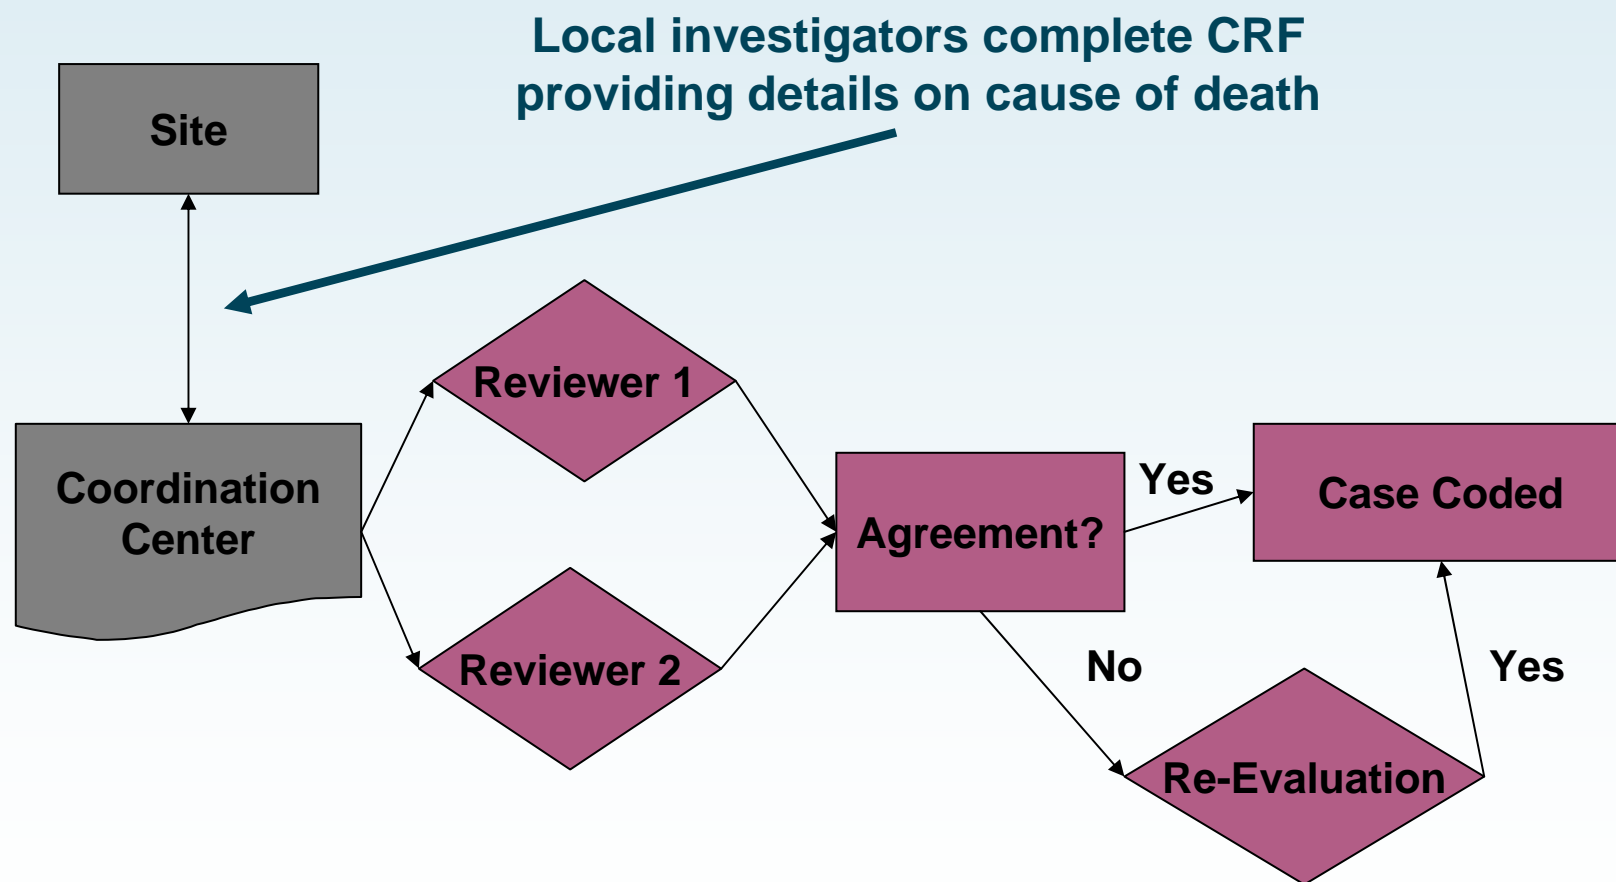 Local investigators complete CRF
providing details on cause of death
Site
Reviewer 1
Coordination
Center
Agreement?
Yes
Case Coded
Reviewer 2
No
Yes
Re-Evaluation